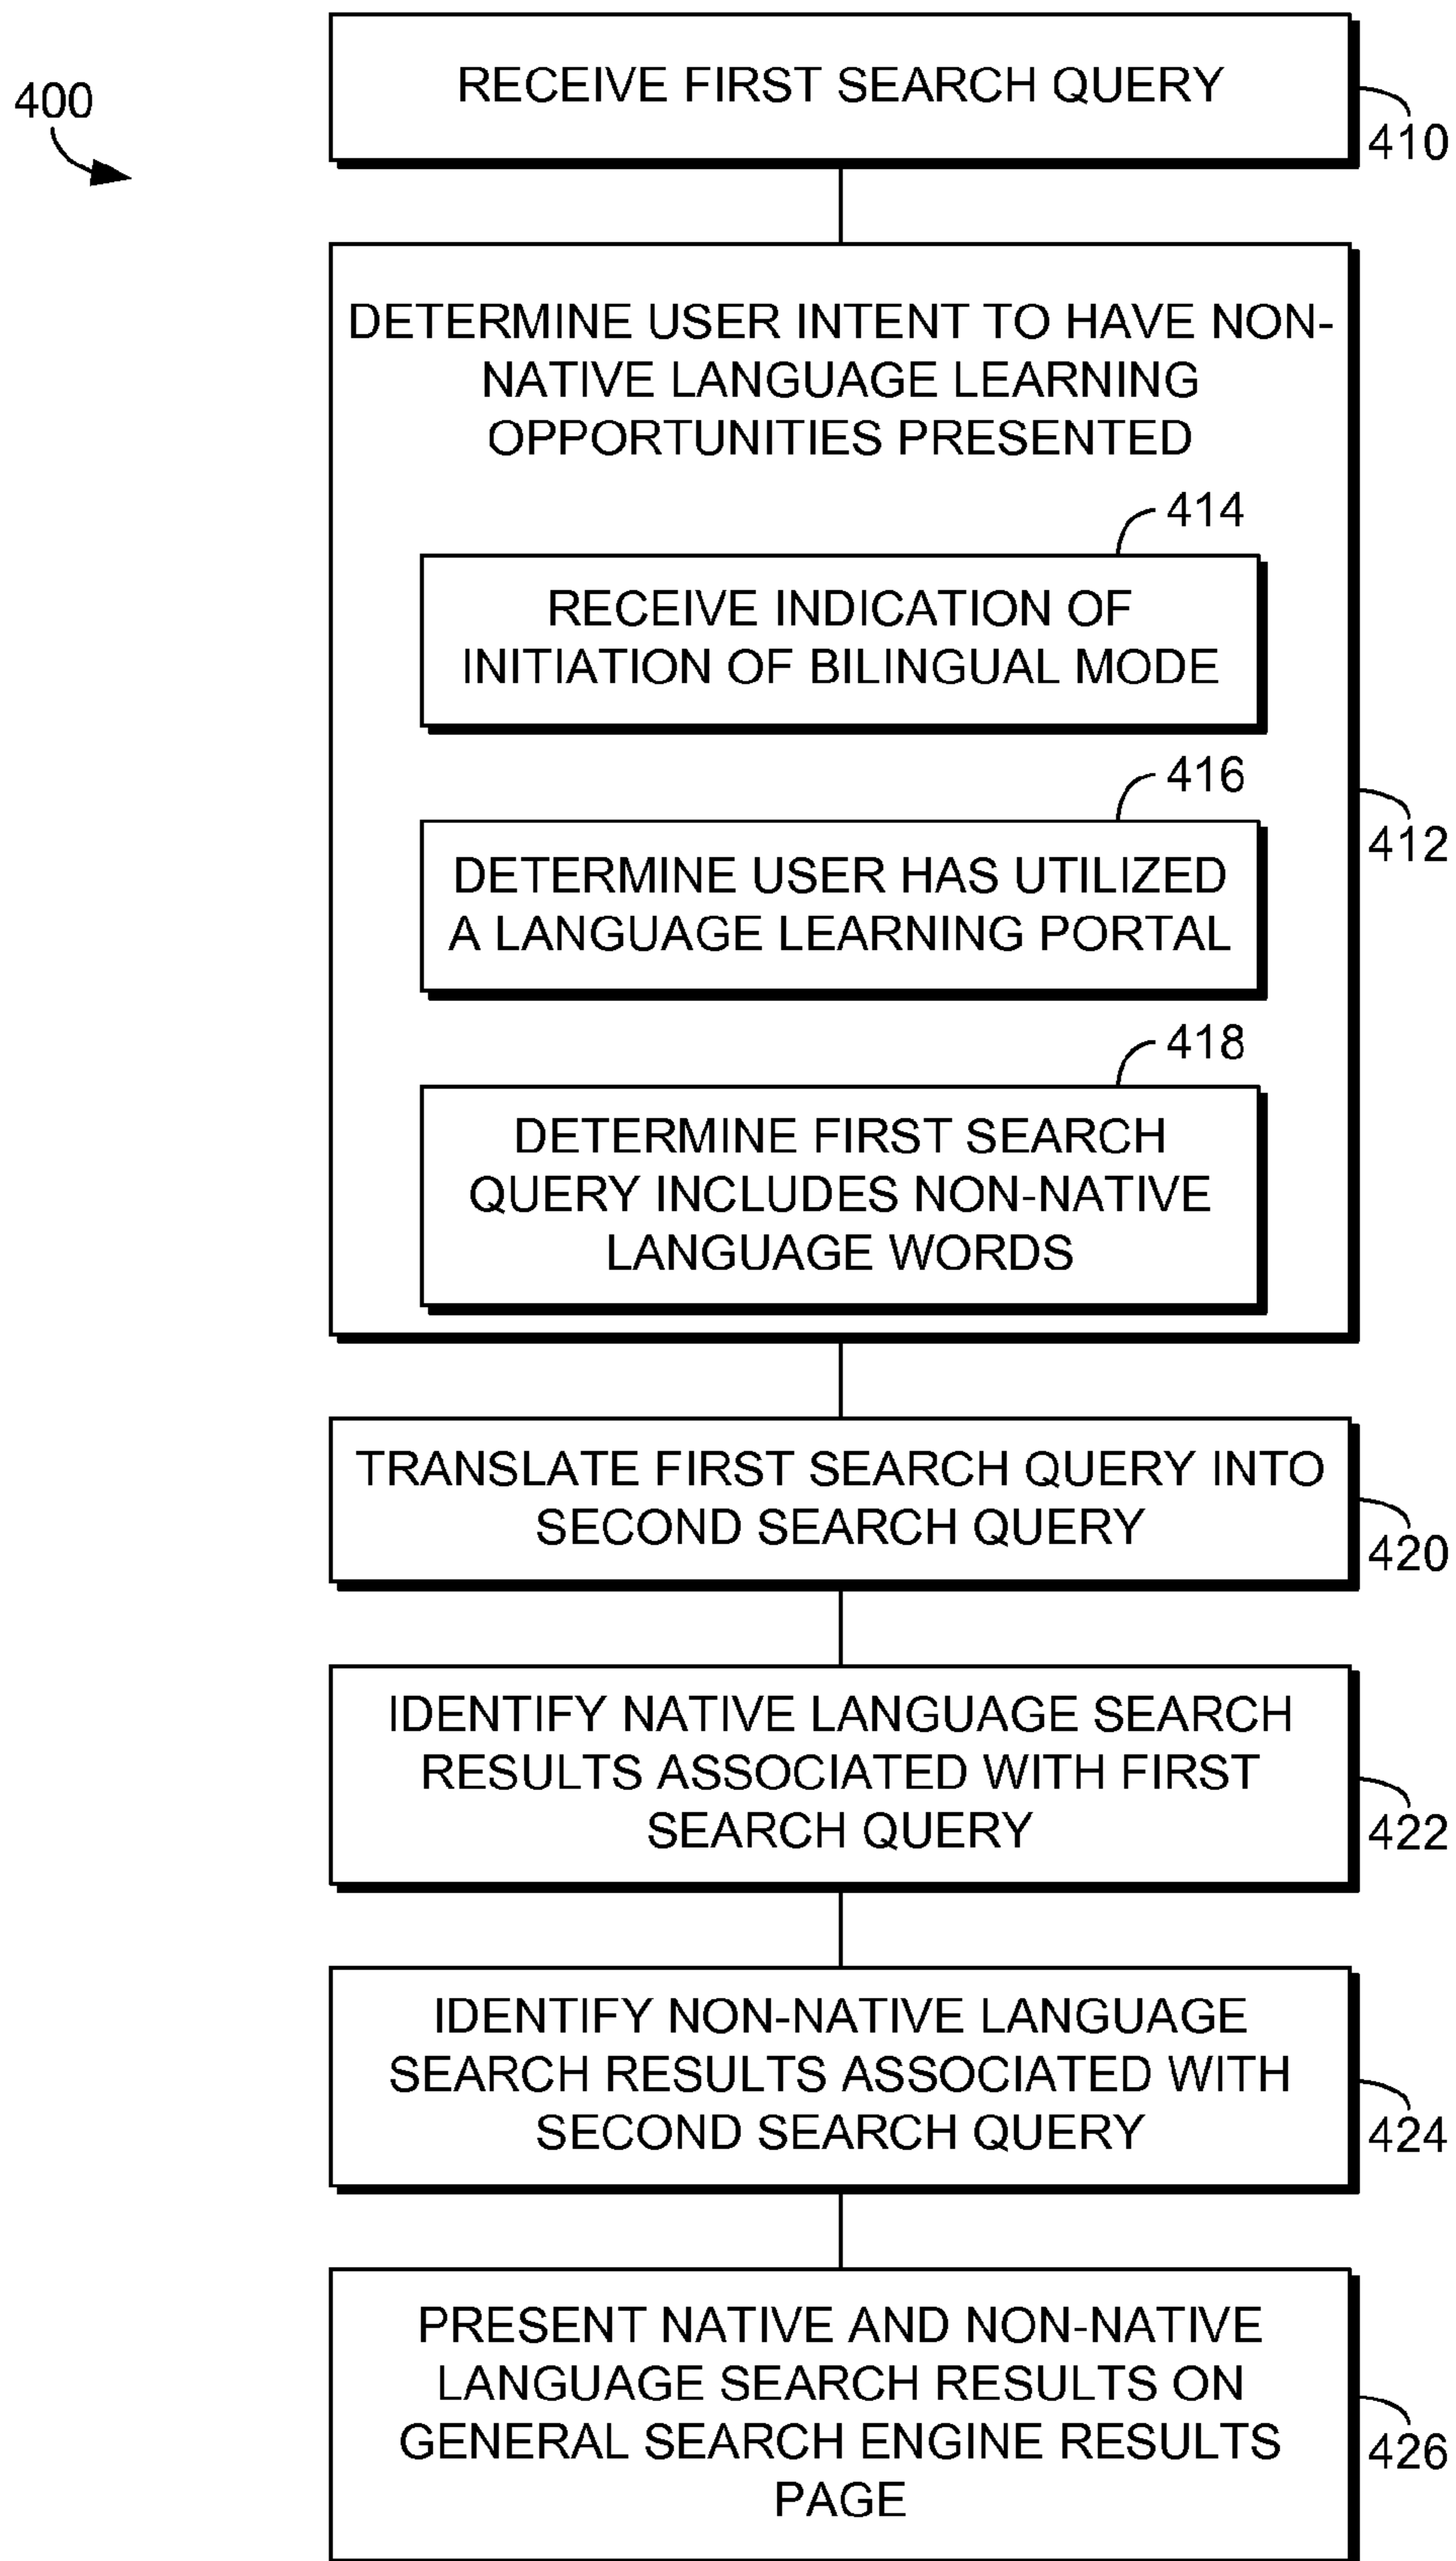 400
RECEIVE FIRST SEARCH QUERY
410
DETERMINE USER INTENT TO HAVE NON-
NATIVE LANGUAGE LEARNING
OPPORTUNITIES PRESENTED
414
RECEIVE INDICATION OF
INITIATION OF BILINGUAL MODE
416
DETERMINE USER HAS UTILIZED
A LANGUAGE LEARNING PORTAL
412
418
DETERMINE FIRST SEARCH
QUERY INCLUDES NON-NATIVE
LANGUAGE WORDS
TRANSLATE FIRST SEARCH QUERY INTO
SECOND SEARCH QUERY
420
IDENTIFY NATIVE LANGUAGE SEARCH
RESULTS ASSOCIATED WITH FIRST
SEARCH QUERY
422
IDENTIFY NON-NATIVE LANGUAGE
SEARCH RESULTS ASSOCIATED WITH
SECOND SEARCH QUERY
424
PRESENT NATIVE AND NON-NATIVE
LANGUAGE SEARCH RESULTS ON
GENERAL SEARCH ENGINE RESULTS
PAGE
426